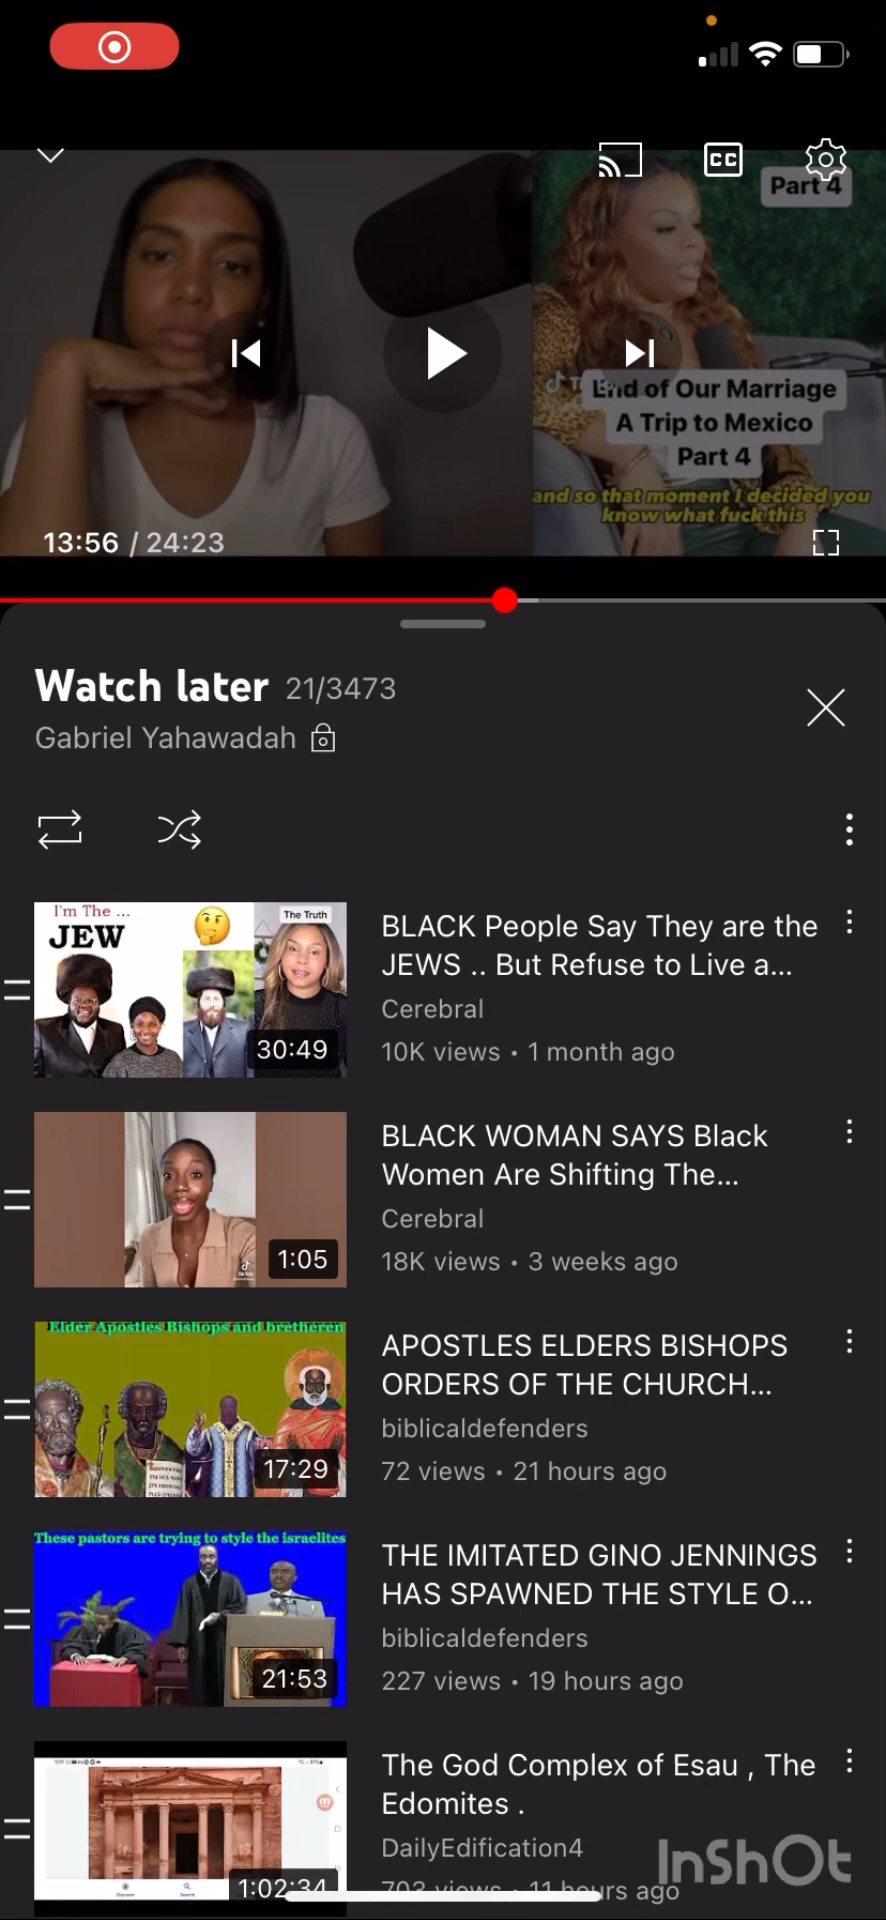 CC
Part 4
End of Our Marriage
A Trip to Mexico
Part 4
and so that moment I decided you
know what fuck this
13:56 / 24:23
Watch later 21/3473
Gabriel Yahawadah
I'm The ...
JEW
The Truth
30:49
BLACK People Say They are the
JEWS .. But Refuse to Live a...
Cerebral
10K views • 1 month ago
1:05
BLACK WOMAN SAYS Black
Women Are Shifting The...
Cerebral
18K views • 3 weeks ago
Elder Apostles Bishops and bretheren
17:29
APOSTLES ELDERS BISHOPS
ORDERS OF THE CHURCH...
biblicaldefenders
72 views • 21 hours ago
These pastors are trying to style the israelites
21:53
THE IMITATED GINO JENNINGS
HAS SPAWNED THE STYLE O...
biblicaldefenders
227 views • 19 hours ago
1:02:34
The God Complex of Esau , The
Edomites .
DailyEdification4
703 views • 11 hours ago
InShOt